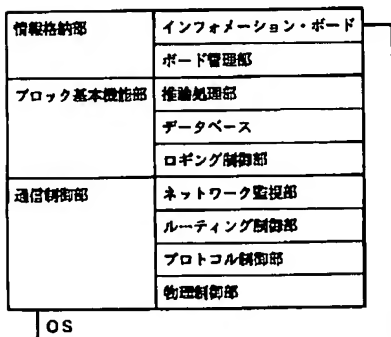 情報格納部
インフォメーション・ボード
ボード管理部
ブロック基本機能部
推論処理部
データベース
ロギング制御部
通信制御部
ネットワーク監視部
ルーティング制御部
プロトコル制御部
物理制御部
OS